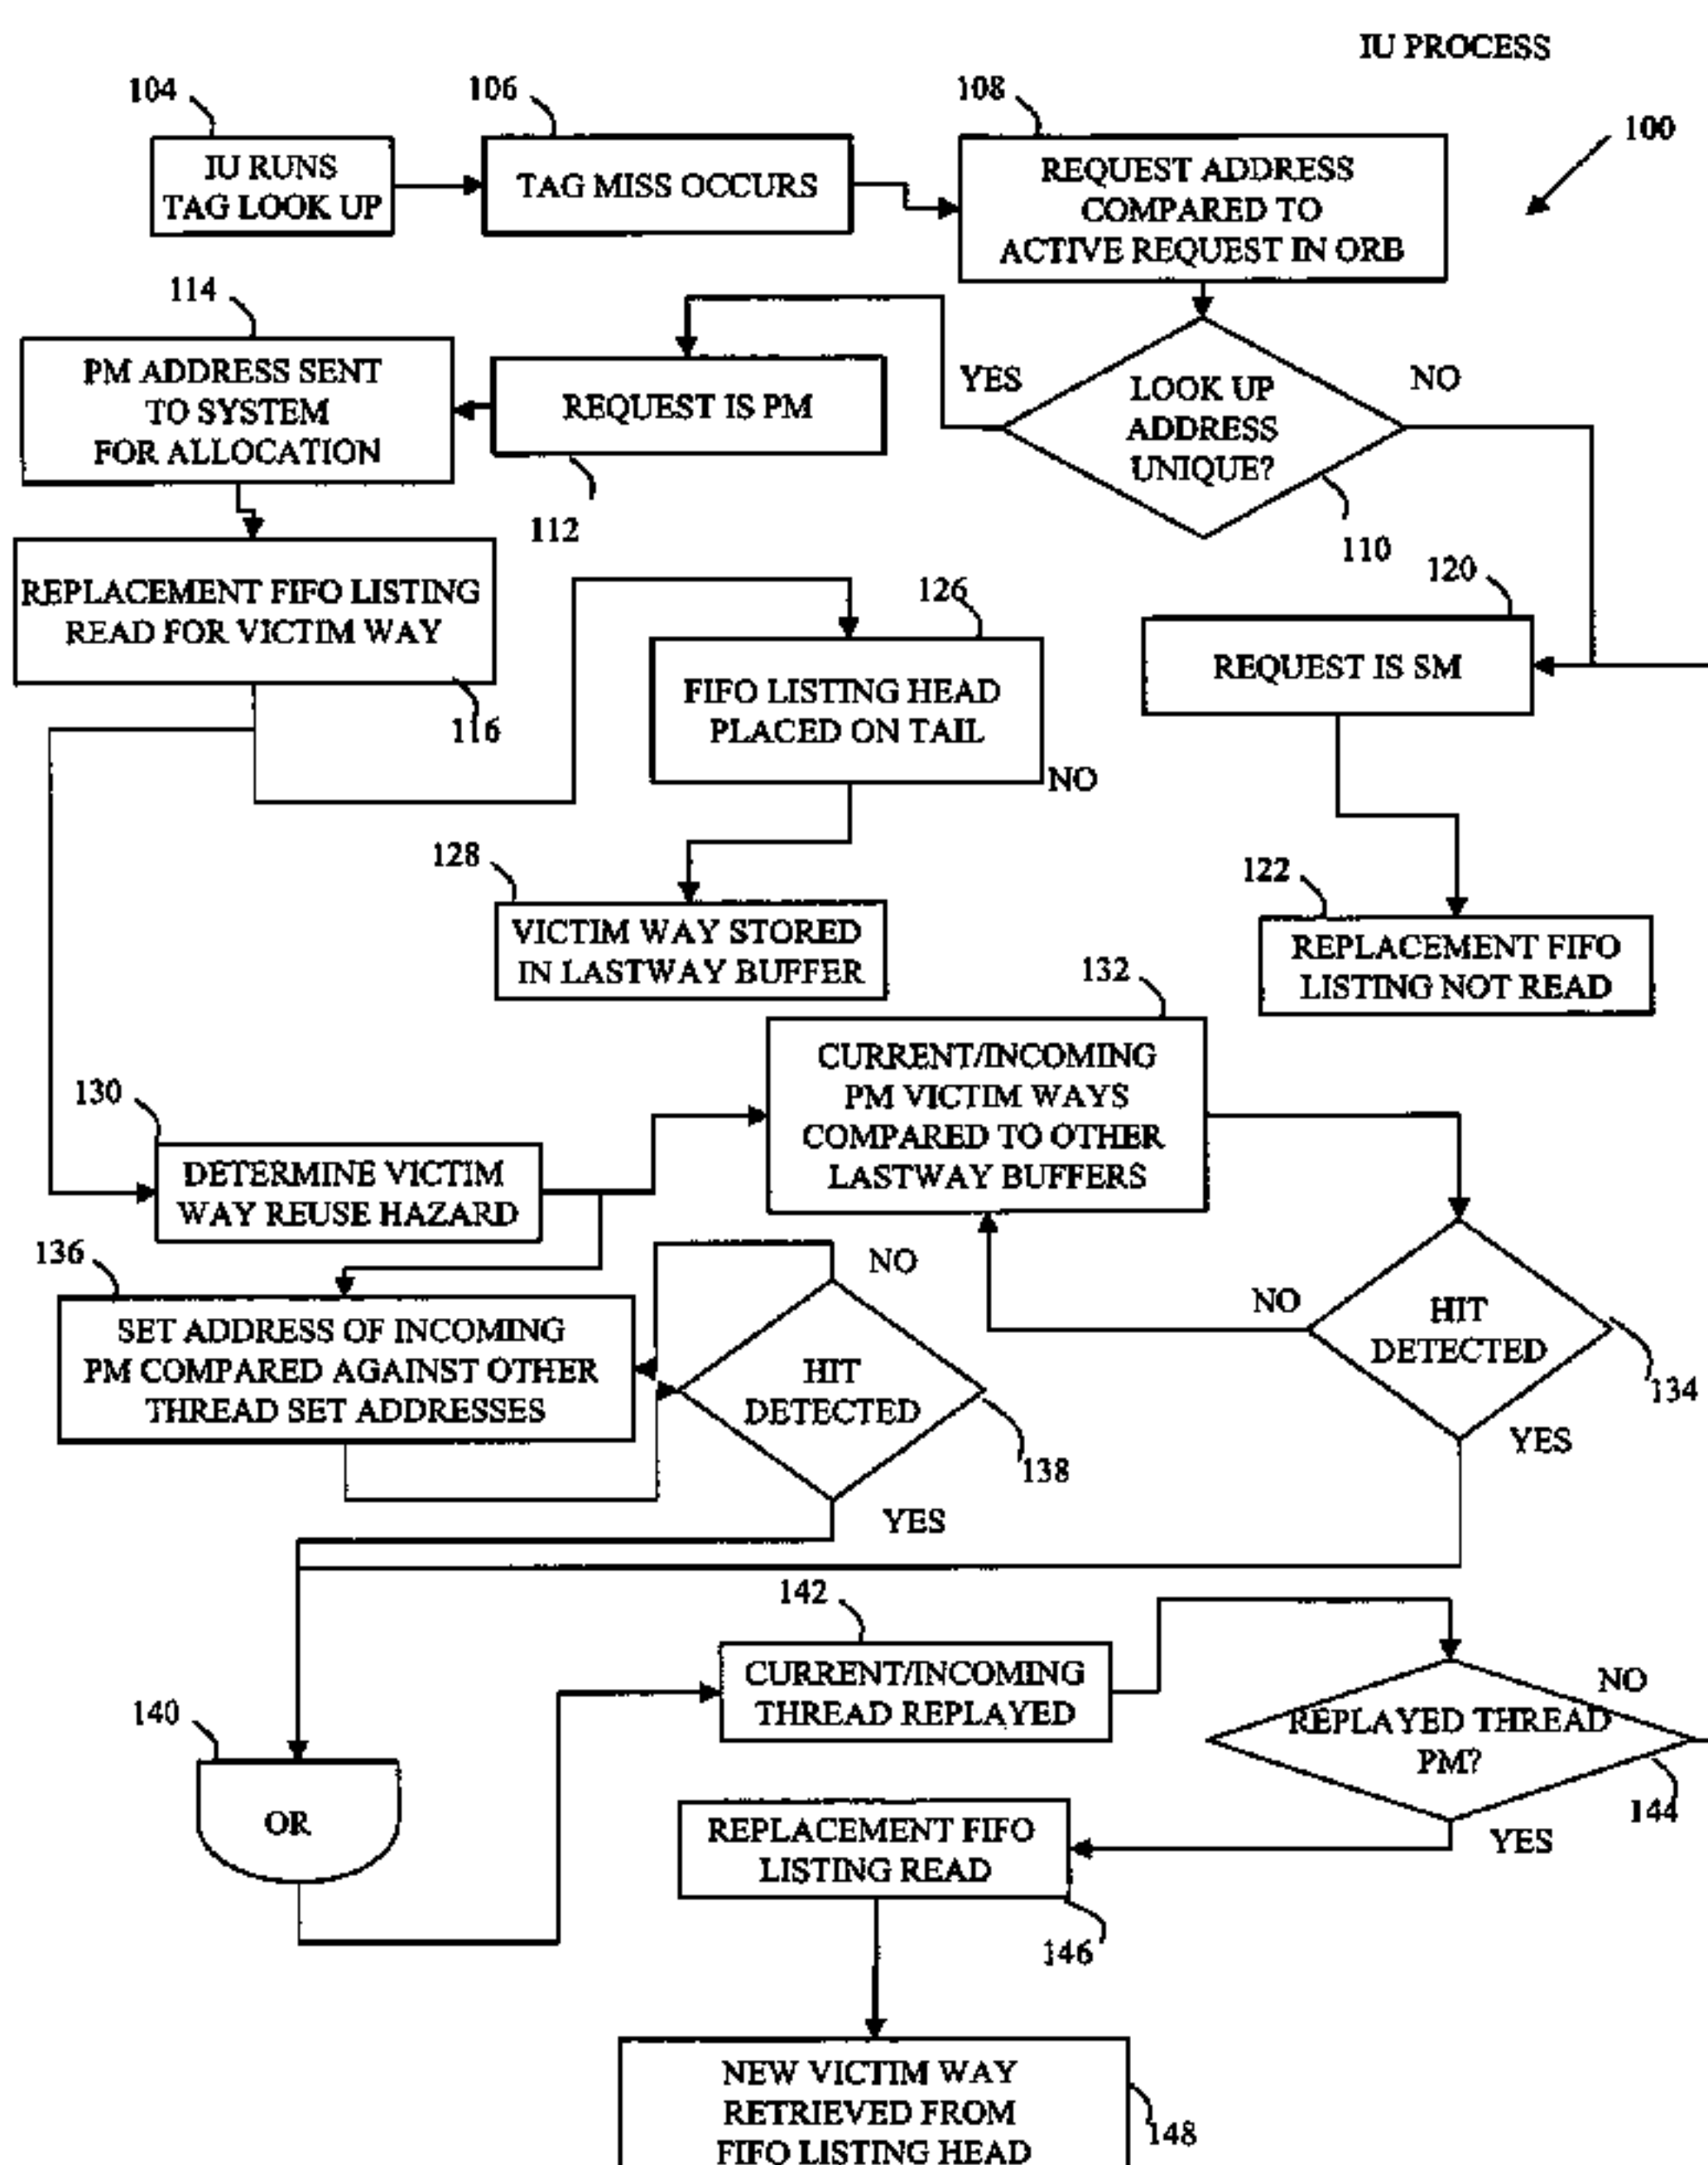 IU PROCESS
100
104
IU RUNS
TAG LOOK UP
106
TAG MISS OCCURS
108
REQUEST ADDRESS
COMPARED TO
ACTIVE REQUEST IN ORB
114
PM ADDRESS SENT
TO SYSTEM
FOR ALLOCATION
REQUEST IS PM
112
YES
LOOK UP
ADDRESS
UNIQUE?
NO
110
REPLACEMENT FIFO LISTING
READ FOR VICTIM WAY
116
126
FIFO LISTING HEAD
PLACED ON TAIL
NO
120
REQUEST IS SM
128
VICTIM WAY STORED
IN LASTWAY BUFFER
122
REPLACEMENT FIFO
LISTING NOT READ
130
DETERMINE VICTIM
WAY REUSE HAZARD
132
CURRENT/INCOMING
PM VICTIM WAYS
COMPARED TO OTHER
LASTWAY BUFFERS
136
SET ADDRESS OF INCOMING
PM COMPARED AGAINST OTHER
THREAD SET ADDRESSES
NO
HIT
DETECTED
138
YES
NO
HIT
DETECTED
134
YES
140
OR
142
CURRENT/INCOMING
THREAD REPLAYED
NO
REPLAYED THREAD
PM?
144
YES
REPLACEMENT FIFO
LISTING READ
146
NEW VICTIM WAY
RETRIEVED FROM
FIFO LISTING HEAD
148